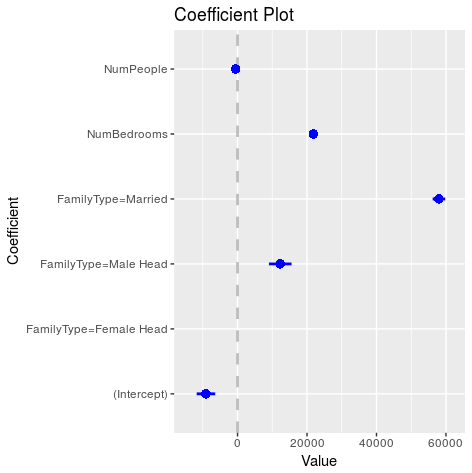 Coefficient Plot
NumPeople
NumBedrooms
FamilyType=Married
FamilyType=Male Head
FamilyType=Female Head
(Intercept)
Coefficient
0 20000 40000 60000
Value